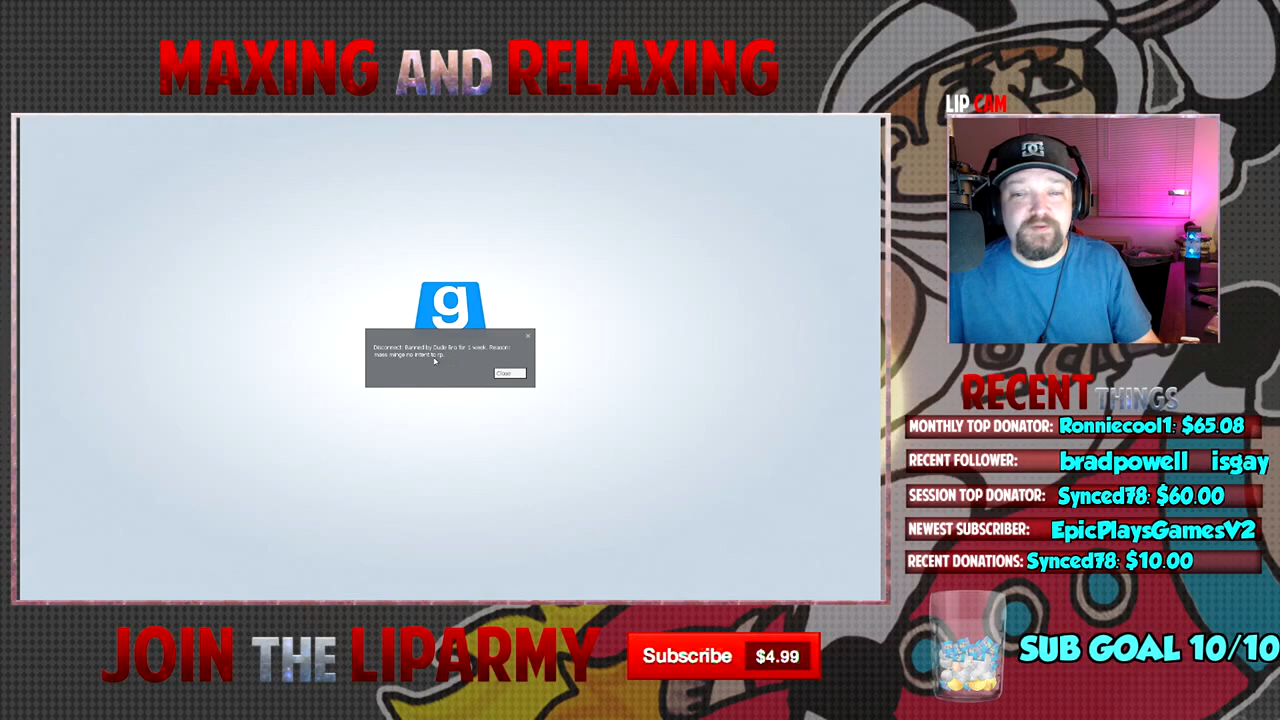 MAXING AND RELAXING
LIP CAM
g
Disconnect: Banned by Dude Bro for 1 week. Reason:
mass minge no intent to rp.
Close
RECENT THINGS
MONTHLY TOP DONATOR: Ronniecool1: $65.08
RECENT FOLLOWER: bradpowell isgay
SESSION TOP DONATOR: Synced78: $60.00
NEWEST SUBSCRIBER: EpicPlaysGamesV2
RECENT DONATIONS: Synced78: $10.00
JOIN THE LIPARMY
Subscribe $4.99
SUB GOAL 10/10